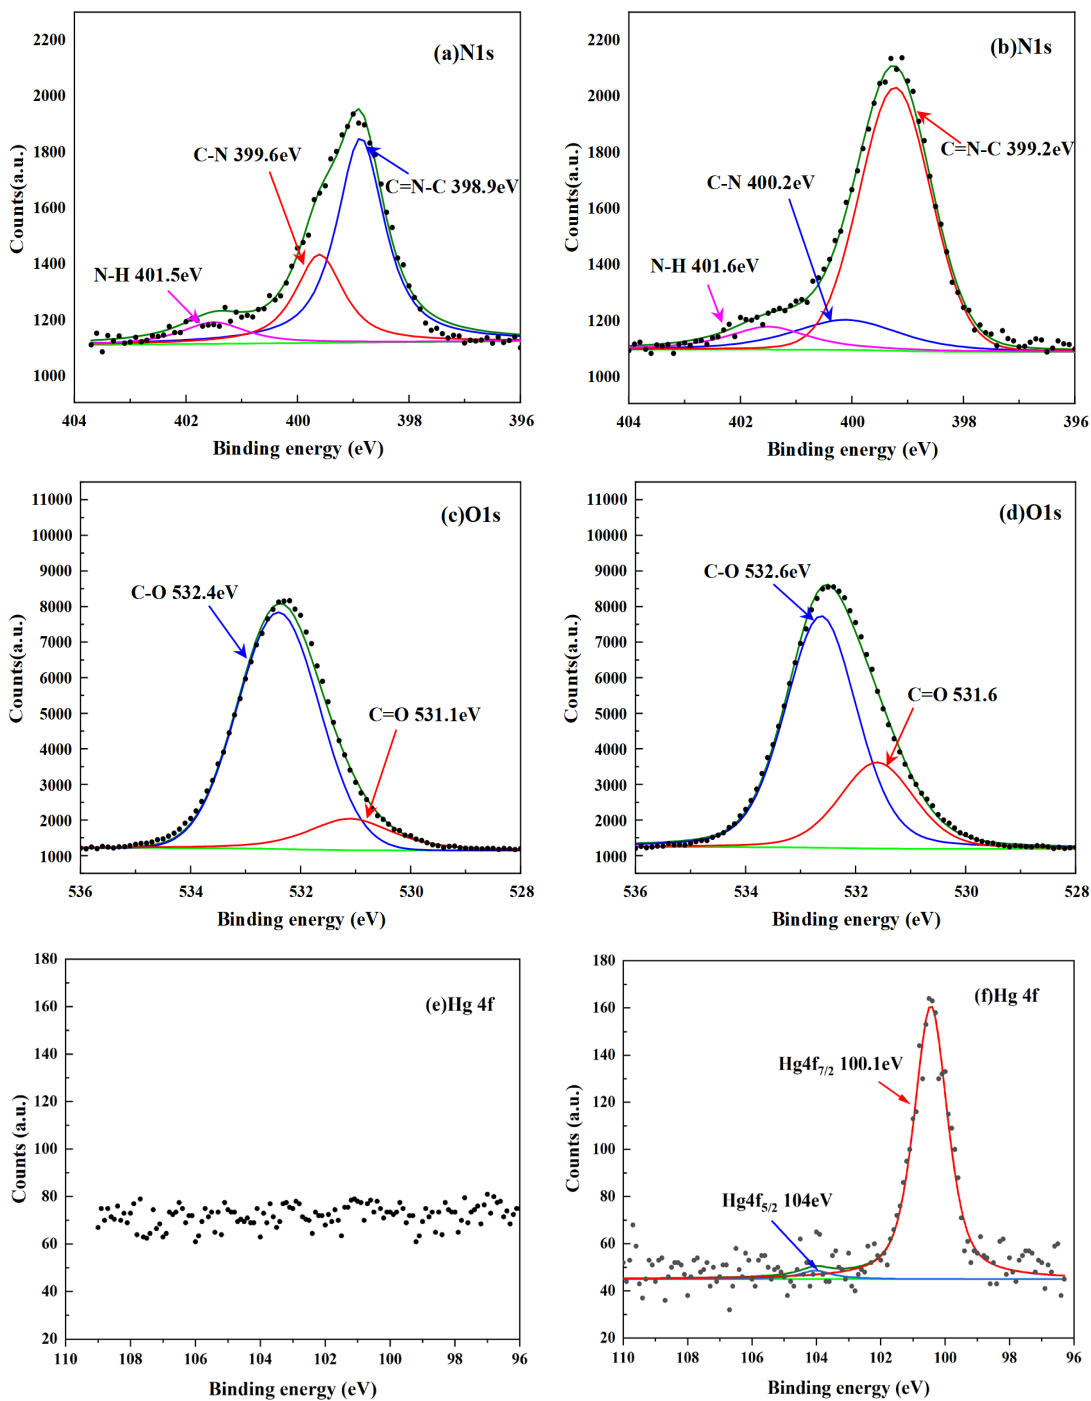 (a)N1s
C-N 399.6eV
C=N-C 398.9eV
N-H 401.5eV
Counts(a.u.)
2200
2000
1800
1600
1400
1200
1000
404 402 400 398 396
Binding energy (eV)
(b)N1s
C=N-C 399.2eV
C-N 400.2eV
N-H 401.6eV
Counts(a.u.)
2200
2000
1800
1600
1400
1200
1000
404 402 400 398 396
Binding energy (eV)
(c)O1s
C-O 532.4eV
C=O 531.1eV
Counts(a.u.)
11000
10000
9000
8000
7000
6000
5000
4000
3000
2000
1000
536 534 532 530 528
Binding energy (eV)
(d)O1s
C-O 532.6eV
C=O 531.6
Counts(a.u.)
11000
10000
9000
8000
7000
6000
5000
4000
3000
2000
1000
536 534 532 530 528
Binding energy (eV)
(e)Hg 4f
Counts (a.u.)
180
160
140
120
100
80
60
40
20
110 108 106 104 102 100 98 96
Binding energy (eV)
(f)Hg 4f
Hg4f7/2 100.1eV
Hg4f5/2 104eV
Counts (a.u.)
180
160
140
120
100
80
60
40
20
110 108 106 104 102 100 98 96
Binding energy (eV)